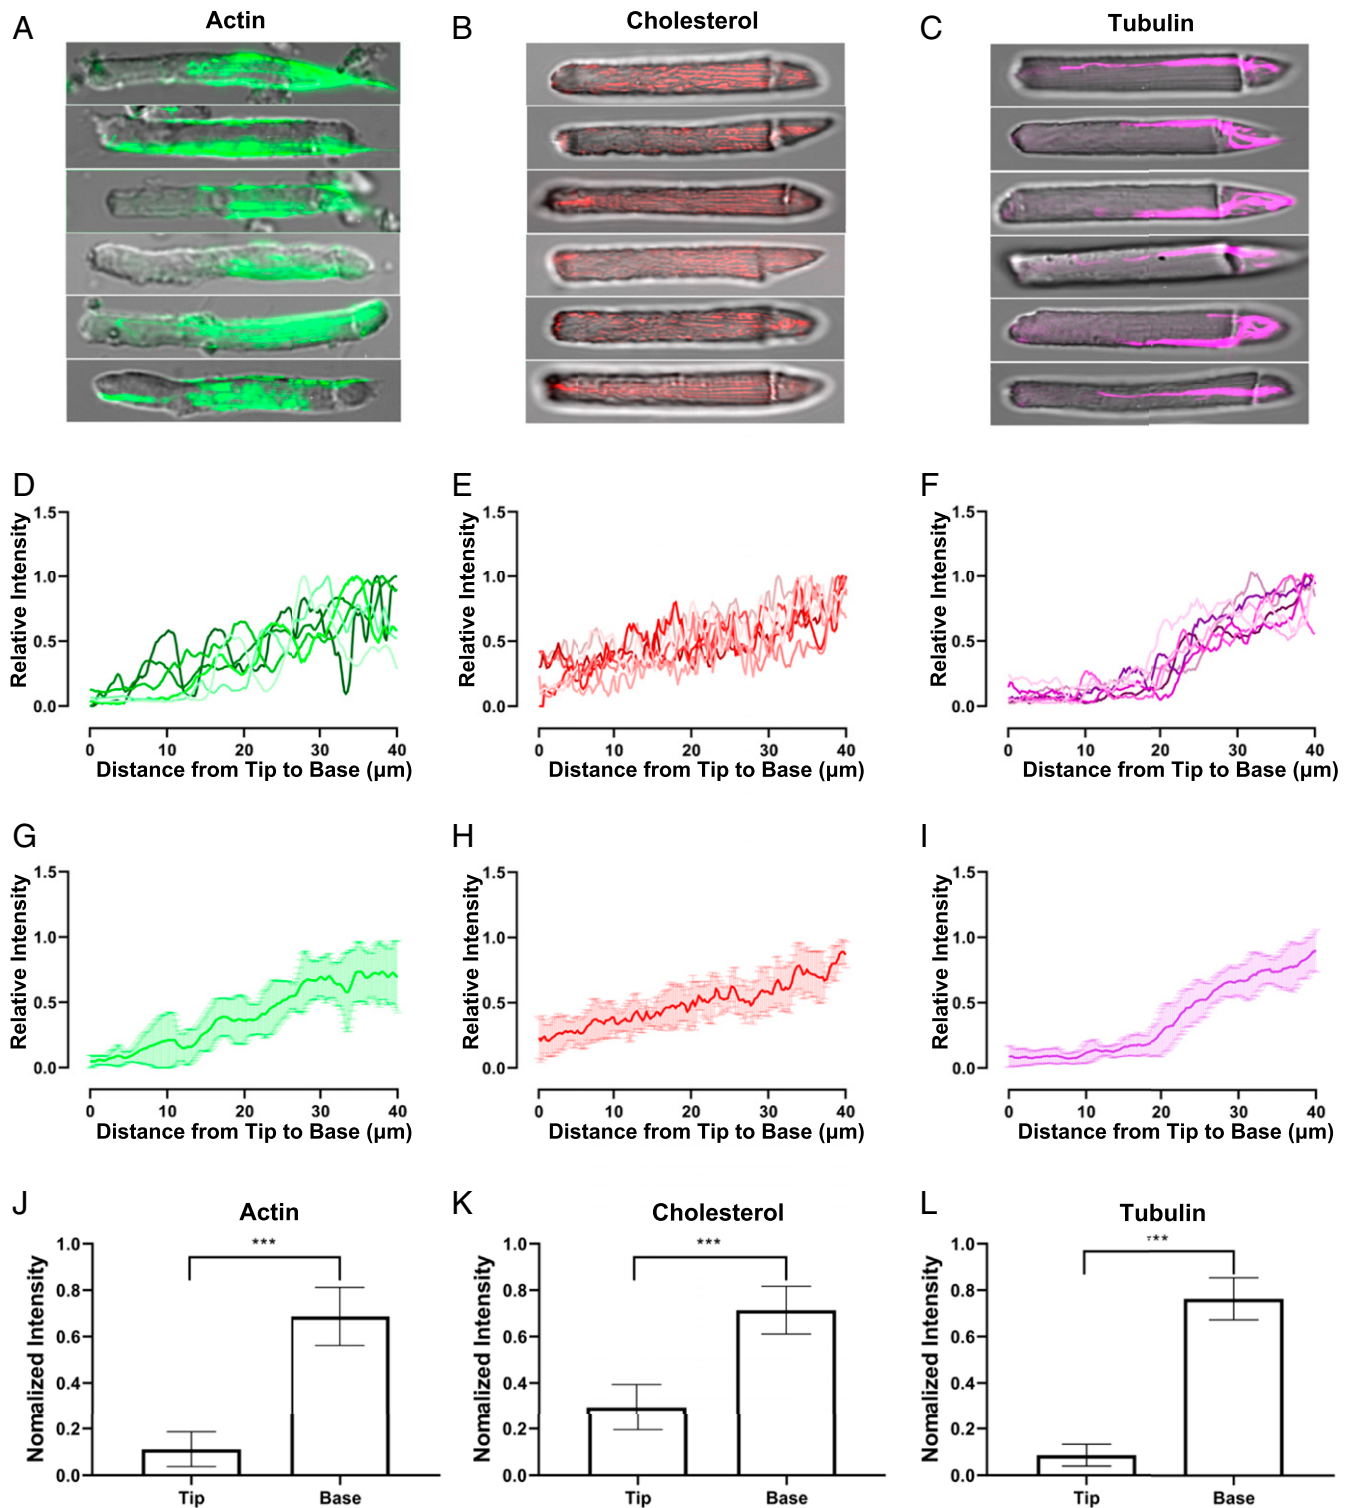 A
Actin
B
Cholesterol
C
Tubulin
D
Relative Intensity
1.5
1.0
0.5
0.0
0 10 20 30 40
Distance from Tip to Base (µm)
E
Relative Intensity
1.5
1.0
0.5
0.0
0 10 20 30 40
Distance from Tip to Base (µm)
F
Relative Intensity
1.5
1.0
0.5
0.0
0 10 20 30 40
Distance from Tip to Base (µm)
G
Relative Intensity
1.5
1.0
0.5
0.0
0 10 20 30 40
Distance from Tip to Base (µm)
H
Relative Intensity
1.5
1.0
0.5
0.0
0 10 20 30 40
Distance from Tip to Base (µm)
I
Relative Intensity
1.5
1.0
0.5
0.0
0 10 20 30 40
Distance from Tip to Base (µm)
J
Actin
Nomalized Intensity
1.0
0.8
0.6
0.4
0.2
0.0
***
Tip Base
K
Cholesterol
Nomalized Intensity
1.0
0.8
0.6
0.4
0.2
0.0
***
Tip Base
L
Tubulin
Nomalized Intensity
1.0
0.8
0.6
0.4
0.2
0.0
***
Tip Base